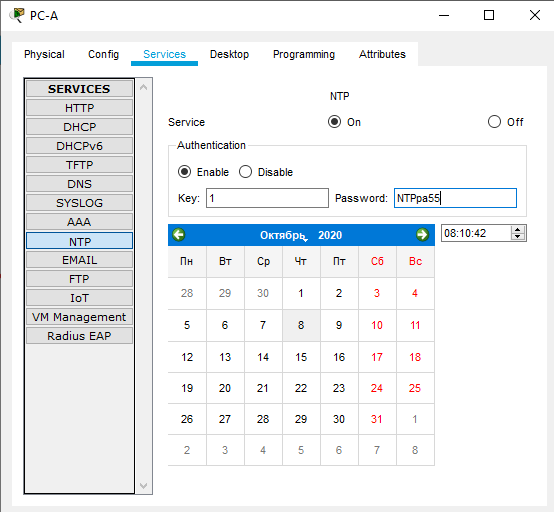 PC-A
Physical Config Services Desktop Programming Attributes
SERVICES
HTTP
DHCP
DHCPv6
TFTP
DNS
SYSLOG
AAA
NTP
EMAIL
FTP
IoT
VM Management
Radius EAP
NTP
Service On Off
Authentication
Enable Disable
Key: 1 Password: NTPpa55
Октябрь 2020 08:10:42
Пн Вт Ср Чт Пт Сб Вс
28 29 30 1 2 3 4
5 6 7 8 9 10 11
12 13 14 15 16 17 18
19 20 21 22 23 24 25
26 27 28 29 30 31 1
2 3 4 5 6 7 8